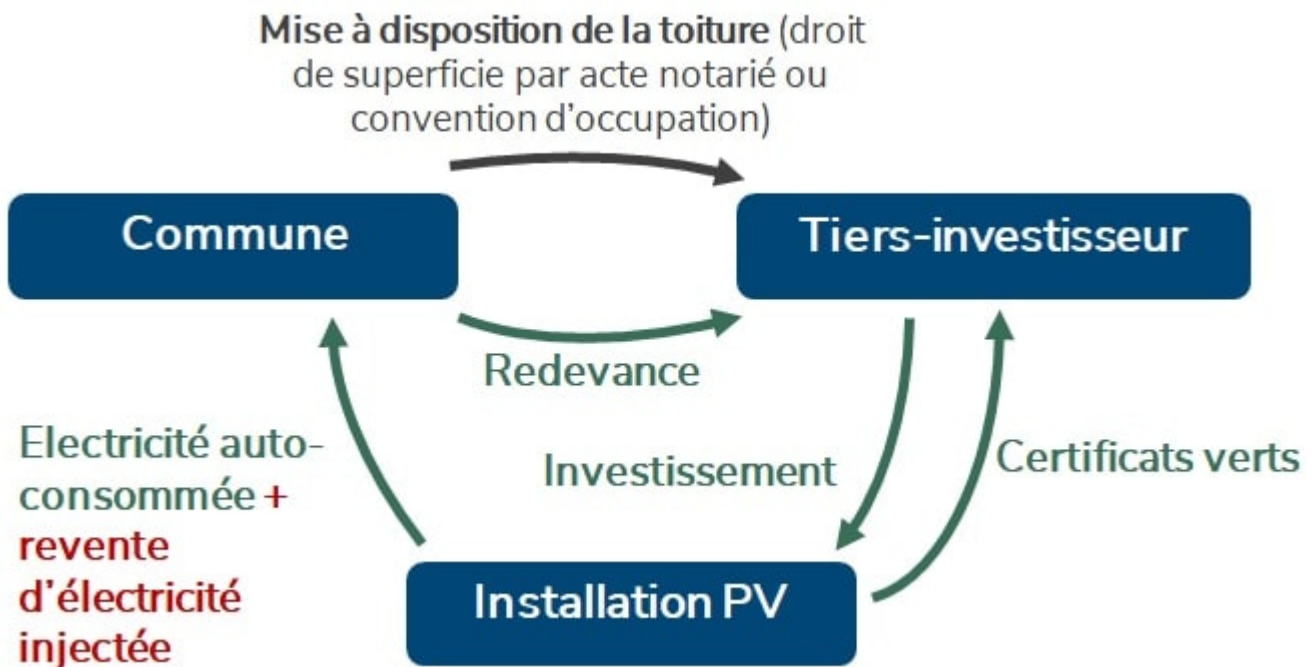 Mise à disposition de la toiture (droit
de superficie par acte notarié ou
convention d'occupation)
Commune
Tiers-investisseur
Redevance
Electricité auto-
consommée +
revente
d'électricité
injectée
Investissement
Certificats verts
Installation PV